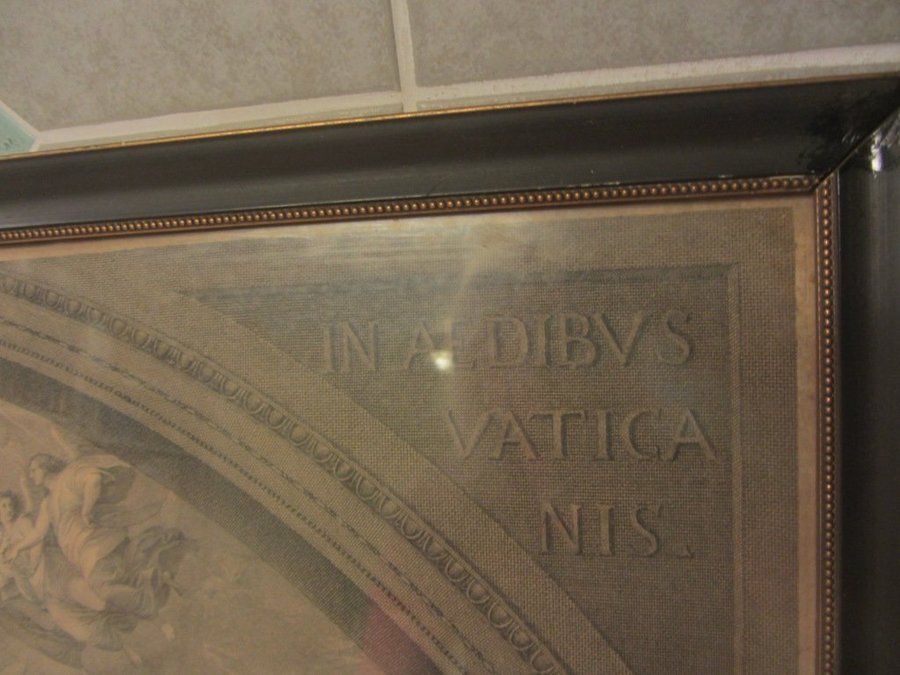 IN AEDIBVS
VATICA
NIS.